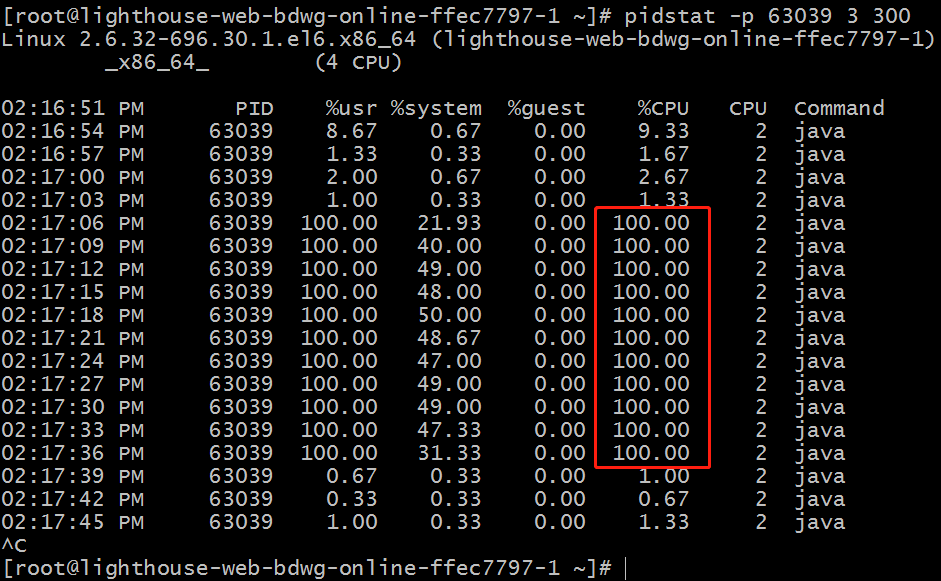 [root@lighthouse-web-bdwg-online-ffec7797-1 ~]# pidstat -p 63039 3 300
Linux 2.6.32-696.30.1.el6.x86_64 (lighthouse-web-bdwg-online-ffec7797-1)
_x86_64_ (4 CPU)
02:16:51 PM PID %usr %system %guest %CPU CPU Command
02:16:54 PM 63039 8.67 0.67 0.00 9.33 2 java
02:16:57 PM 63039 1.33 0.33 0.00 1.67 2 java
02:17:00 PM 63039 2.00 0.67 0.00 2.67 2 java
02:17:03 PM 63039 1.00 0.33 0.00 1.33 2 java
02:17:06 PM 63039 100.00 21.93 0.00 100.00 2 java
02:17:09 PM 63039 100.00 40.00 0.00 100.00 2 java
02:17:12 PM 63039 100.00 49.00 0.00 100.00 2 java
02:17:15 PM 63039 100.00 48.00 0.00 100.00 2 java
02:17:18 PM 63039 100.00 50.00 0.00 100.00 2 java
02:17:21 PM 63039 100.00 48.67 0.00 100.00 2 java
02:17:24 PM 63039 100.00 47.00 0.00 100.00 2 java
02:17:27 PM 63039 100.00 49.00 0.00 100.00 2 java
02:17:30 PM 63039 100.00 49.00 0.00 100.00 2 java
02:17:33 PM 63039 100.00 47.33 0.00 100.00 2 java
02:17:36 PM 63039 100.00 31.33 0.00 100.00 2 java
02:17:39 PM 63039 0.67 0.33 0.00 1.00 2 java
02:17:42 PM 63039 0.33 0.33 0.00 0.67 2 java
02:17:45 PM 63039 1.00 0.33 0.00 1.33 2 java
^C
[root@lighthouse-web-bdwg-online-ffec7797-1 ~]#